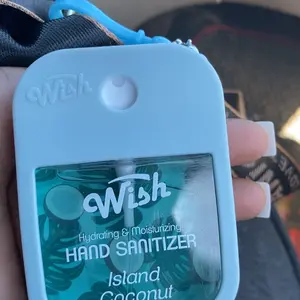 Wish
Wish
Hydrating & Moisturizing
HAND SANITIZER
Island
Coconut